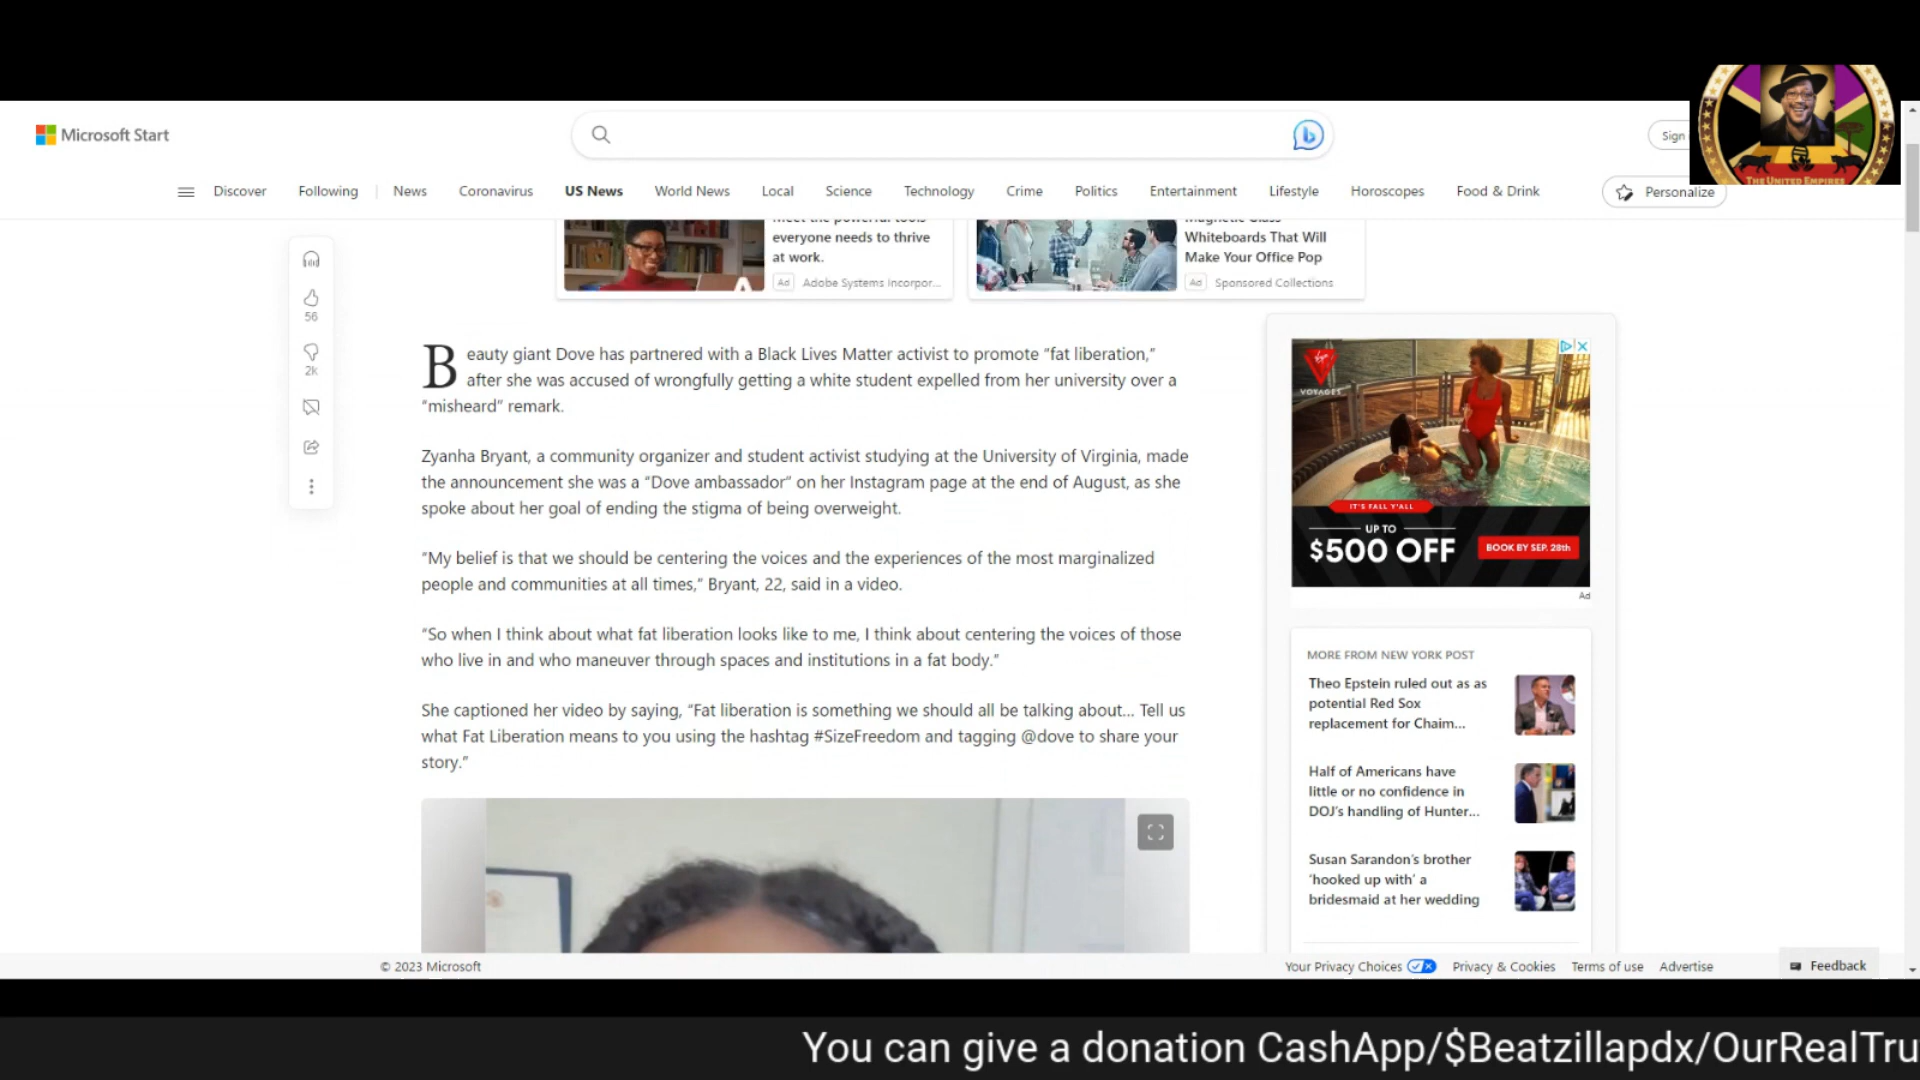 Microsoft Start
Sign
THE UNITED EMPIRES
Discover
Following
News
Coronavirus
US News
World News
Local
Science
Technology
Crime
Politics
Entertainment
Lifestyle
Horoscopes
Food & Drink
Personalize
everyone needs to thrive
at work.
Ad Adobe Systems Incorpor...
Magnetic Glass
Whiteboards That Will
Make Your Office Pop
Ad Sponsored Collections
56
2k
Beauty giant Dove has partnered with a Black Lives Matter activist to promote “fat liberation,”
after she was accused of wrongfully getting a white student expelled from her university over a
“misheard” remark.
Zyanha Bryant, a community organizer and student activist studying at the University of Virginia, made
the announcement she was a “Dove ambassador” on her Instagram page at the end of August, as she
spoke about her goal of ending the stigma of being overweight.
“My belief is that we should be centering the voices and the experiences of the most marginalized
people and communities at all times,” Bryant, 22, said in a video.
“So when I think about what fat liberation looks like to me, I think about centering the voices of those
who live in and who maneuver through spaces and institutions in a fat body.”
She captioned her video by saying, “Fat liberation is something we should all be talking about... Tell us
what Fat Liberation means to you using the hashtag #SizeFreedom and tagging @dove to share your
story.”
VOYAGES
IT'S FALL Y'ALL
UP TO
$500 OFF
BOOK BY SEP. 28th
Ad
MORE FROM NEW YORK POST
Theo Epstein ruled out as as
potential Red Sox
replacement for Chaim...
Half of Americans have
little or no confidence in
DOJ's handling of Hunter...
Susan Sarandon's brother
‘hooked up with’ a
bridesmaid at her wedding
© 2023 Microsoft
Your Privacy Choices
Privacy & Cookies
Terms of use
Advertise
Feedback
You can give a donation CashApp/$Beatzillapdx/OurRealTru